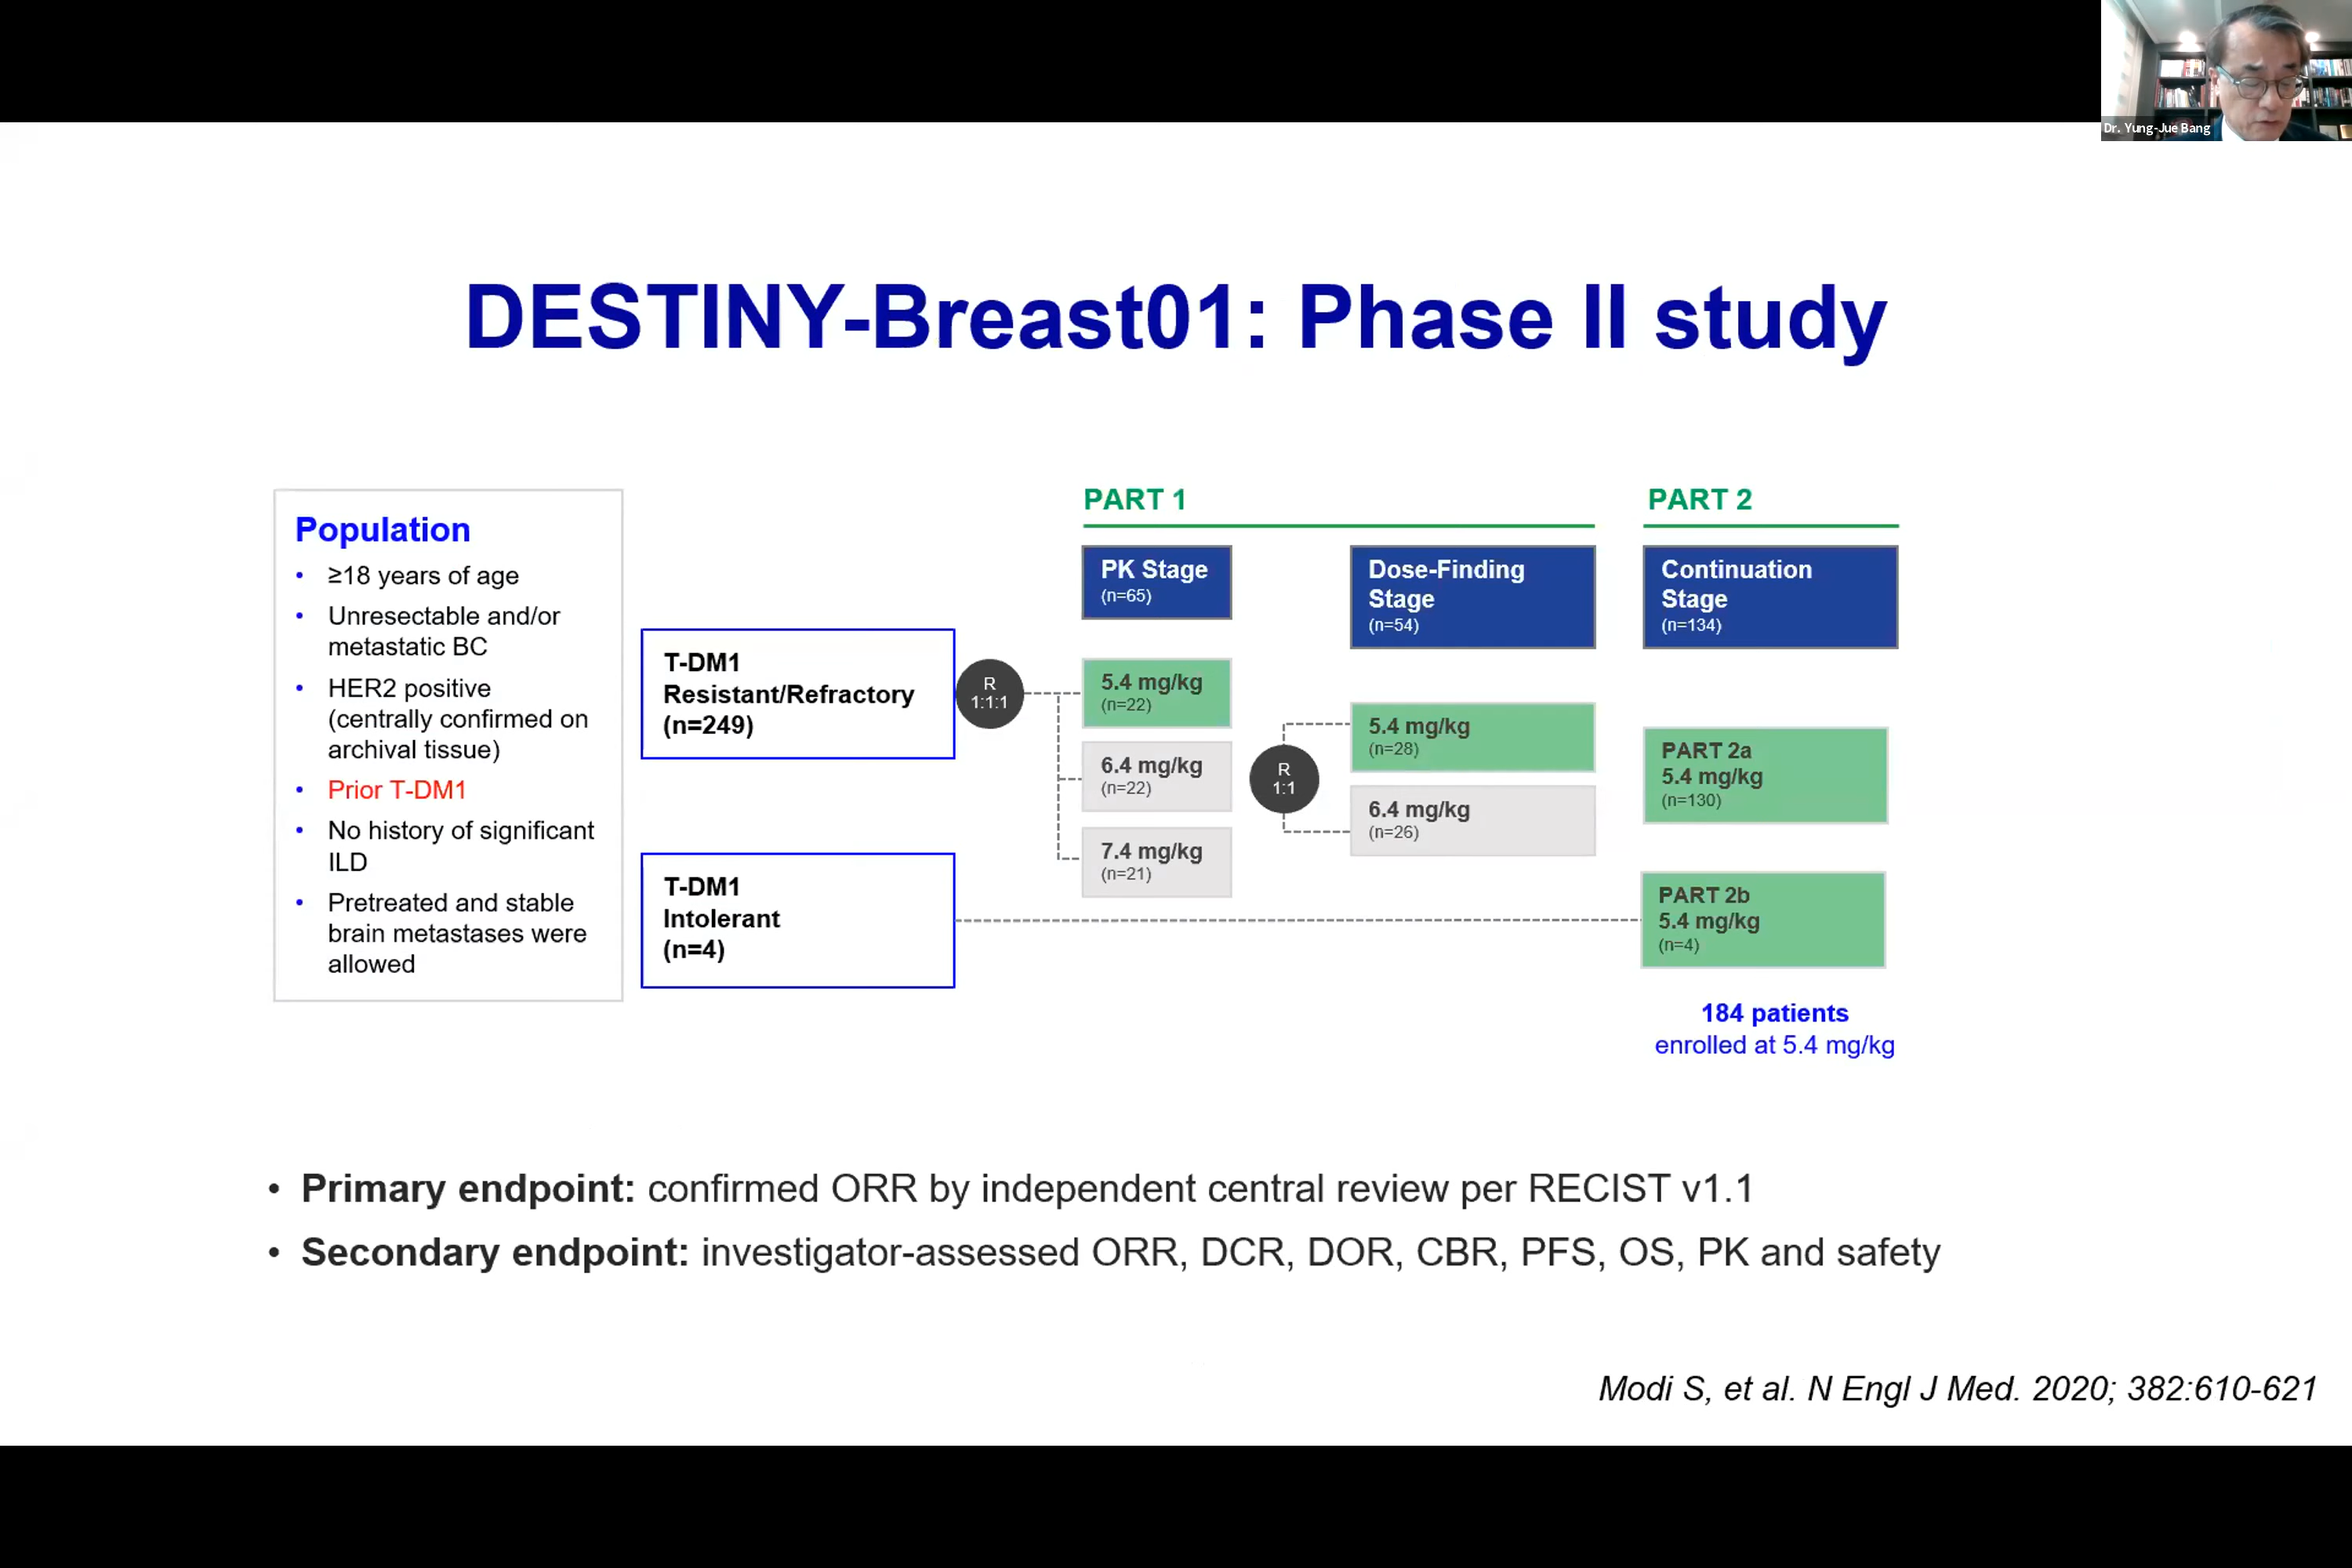 Dr. Yung-Jue Bang
DESTINY-Breast01: Phase II study
Population
• ≥18 years of age
• Unresectable and/or
metastatic BC
• HER2 positive
(centrally confirmed on
archival tissue)
• Prior T-DM1
• No history of significant
ILD
• Pretreated and stable
brain metastases were
allowed
T-DM1
Resistant/Refractory
(n=249)
T-DM1
Intolerant
(n=4)
R
1:1:1
PART 1
PK Stage
(n=65)
5.4 mg/kg
(n=22)
6.4 mg/kg
(n=22)
7.4 mg/kg
(n=21)
R
1:1
Dose-Finding
Stage
(n=54)
5.4 mg/kg
(n=28)
6.4 mg/kg
(n=26)
PART 2
Continuation
Stage
(n=134)
PART 2a
5.4 mg/kg
(n=130)
PART 2b
5.4 mg/kg
(n=4)
184 patients
enrolled at 5.4 mg/kg
• Primary endpoint: confirmed ORR by independent central review per RECIST v1.1
• Secondary endpoint: investigator-assessed ORR, DCR, DOR, CBR, PFS, OS, PK and safety
Modi S, et al. N Engl J Med. 2020; 382:610-621